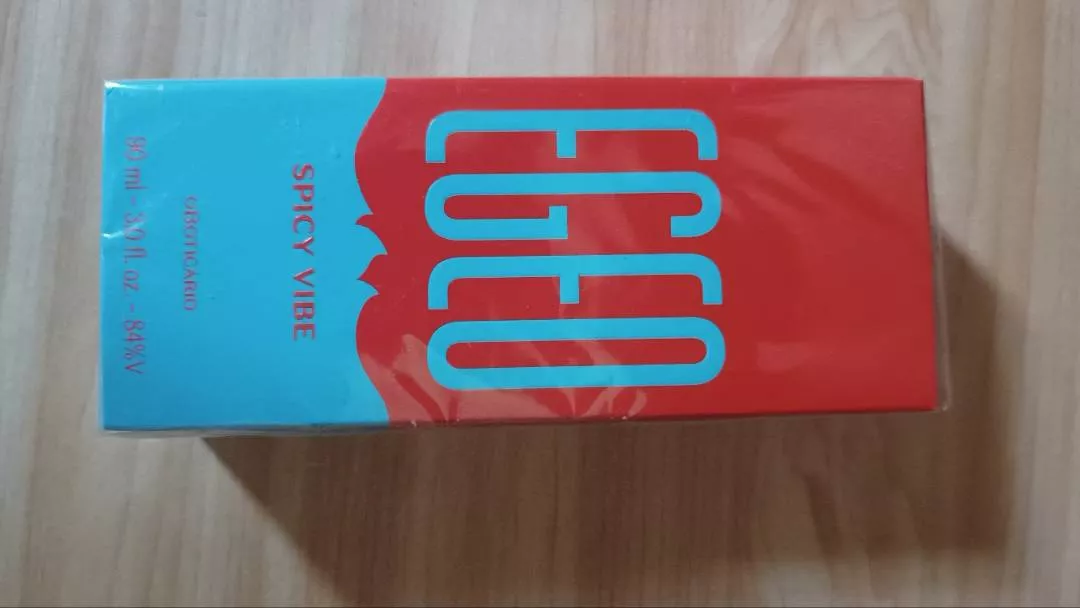 EGEO
SPICY VIBE
OBOTICÁRIO
90 ml - 3.0 fl. oz. - 84%V